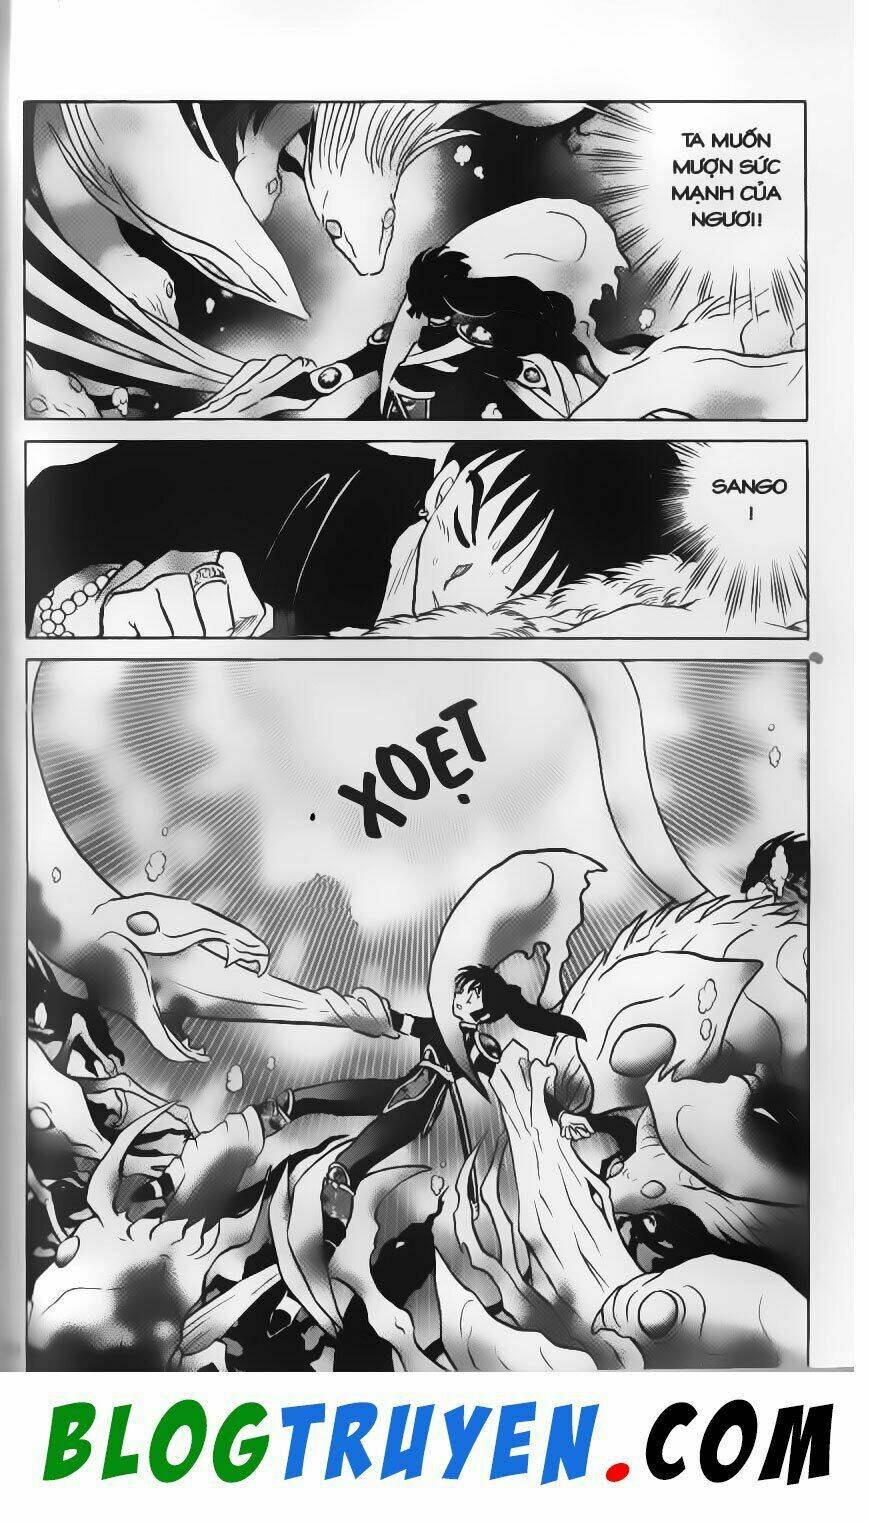 TA MUỐN
MƯỢN SỨC
MẠNH CỦA
NGƯƠI!
SANGO
!
XOẸT
BLOGTRUYEN.COM